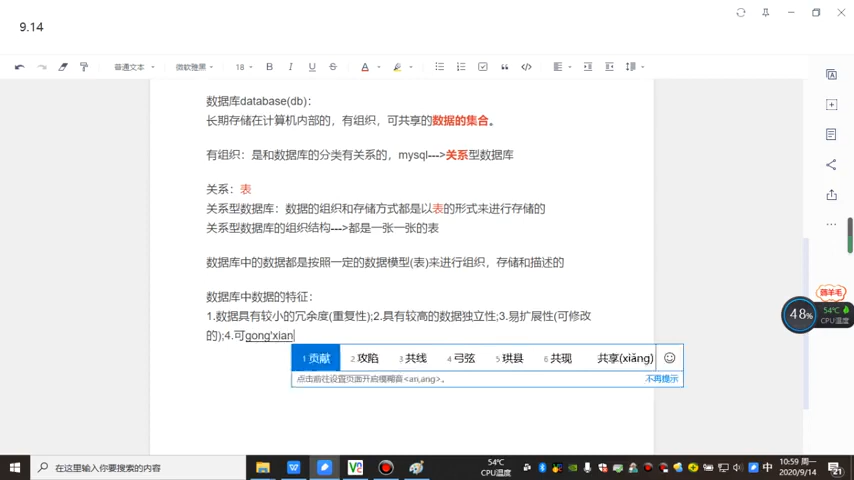 9.14
普通文本
微软雅黑
18
B
I
U
S
A
数据库database(db)：
长期存储在计算机内部的，有组织，可共享的数据的集合。
有组织：是和数据库的分类有关系的，mysql--->关系型数据库
关系：表
关系型数据库：数据的组织和存储方式都是以表的形式来进行存储的
关系型数据库的组织结构--->都是一张一张的表
数据库中的数据都是按照一定的数据模型(表)来进行组织，存储和描述的
数据库中数据的特征：
1.数据具有较小的冗余度(重复性);2.具有较高的数据独立性;3.易扩展性(可修改
的);4.可gong'xian
1 贡献 2 攻陷 3 共线 4 弓弦 5 珙县 6 共现 共享(xiǎng)
点击前往设置页面开启模糊音<an,ang>。 不再提示
薅羊毛
48%
54℃
CPU温度
在这里输入你要搜索的内容
54℃
CPU温度
中
10:59 周一
2020/9/14
21